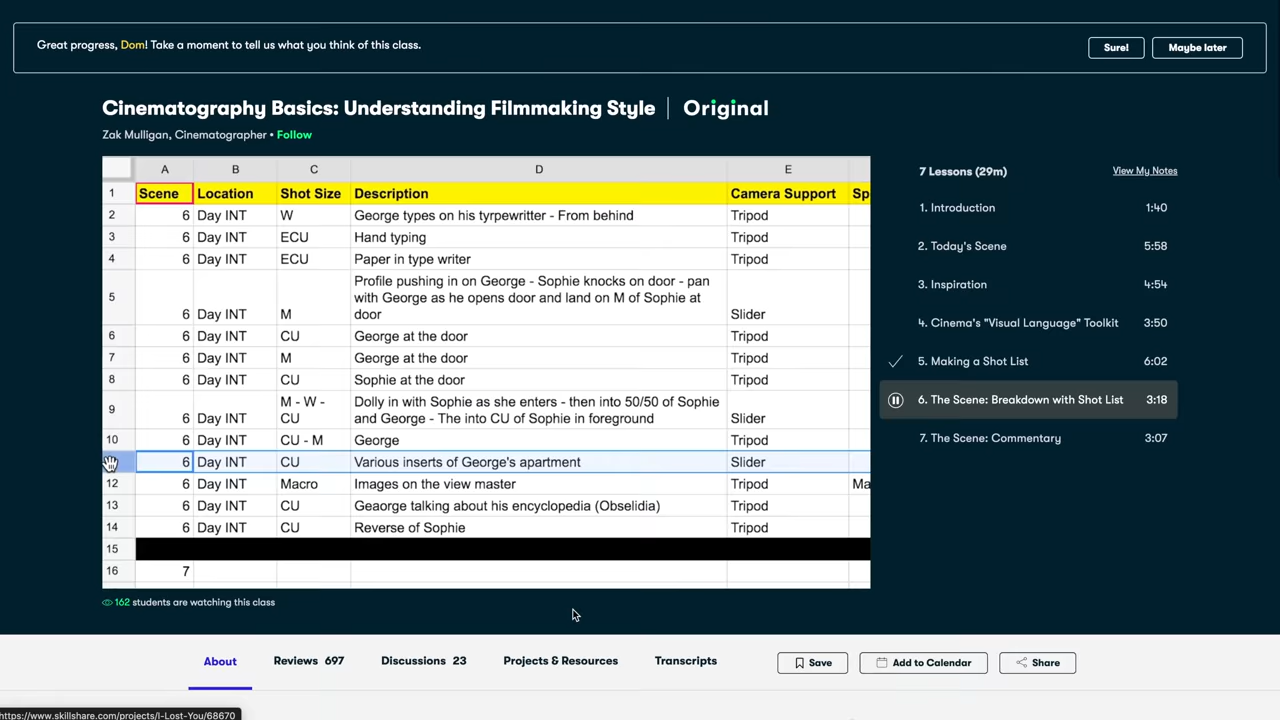 Great progress, Dom! Take a moment to tell us what you think of this class.
Sure!
Maybe later
Cinematography Basics: Understanding Filmmaking Style | Original
Zak Mulligan, Cinematographer • Follow
A B C D E
1 Scene Location Shot Size Description Camera Support Sp
2 6 Day INT W George types on his tyrpewritter - From behind Tripod
3 6 Day INT ECU Hand typing Tripod
4 6 Day INT ECU Paper in type writer Tripod
Profile pushing in on George - Sophie knocks on door - pan
5 with George as he opens door and land on M of Sophie at
6 Day INT M door Slider
6 6 Day INT CU George at the door Tripod
7 6 Day INT M George at the door Tripod
8 6 Day INT CU Sophie at the door Tripod
M - W - Dolly in with Sophie as she enters - then into 50/50 of Sophie
9 6 Day INT CU and George - The into CU of Sophie in foreground Slider
10 6 Day INT CU - M George Tripod
6 Day INT CU Various inserts of George's apartment Slider
12 6 Day INT Macro Images on the view master Tripod Ma
13 6 Day INT CU Geaorge talking about his encyclopedia (Obselidia) Tripod
14 6 Day INT CU Reverse of Sophie Tripod
15
16 7
162 students are watching this class
7 Lessons (29m) View My Notes
1. Introduction 1:40
2. Today's Scene 5:58
3. Inspiration 4:54
4. Cinema's "Visual Language" Toolkit 3:50
5. Making a Shot List 6:02
6. The Scene: Breakdown with Shot List 3:18
7. The Scene: Commentary 3:07
About Reviews 697 Discussions 23 Projects & Resources Transcripts Save Add to Calendar Share
https://www.skillshare.com/projects/I-Lost-You/68670